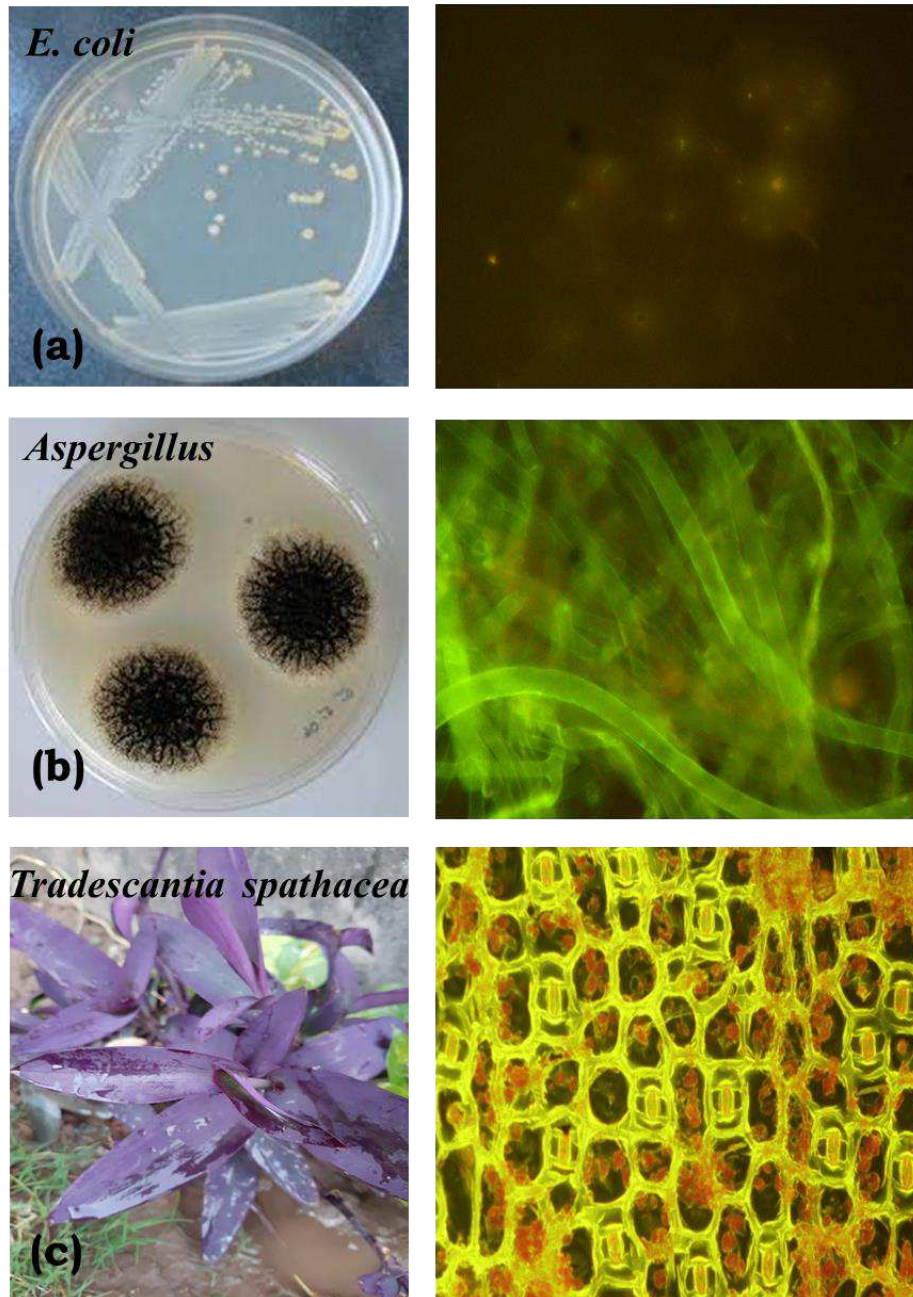 E. coli
(a)
Aspergillus
(b)
Tradescantia spathacea
(c)